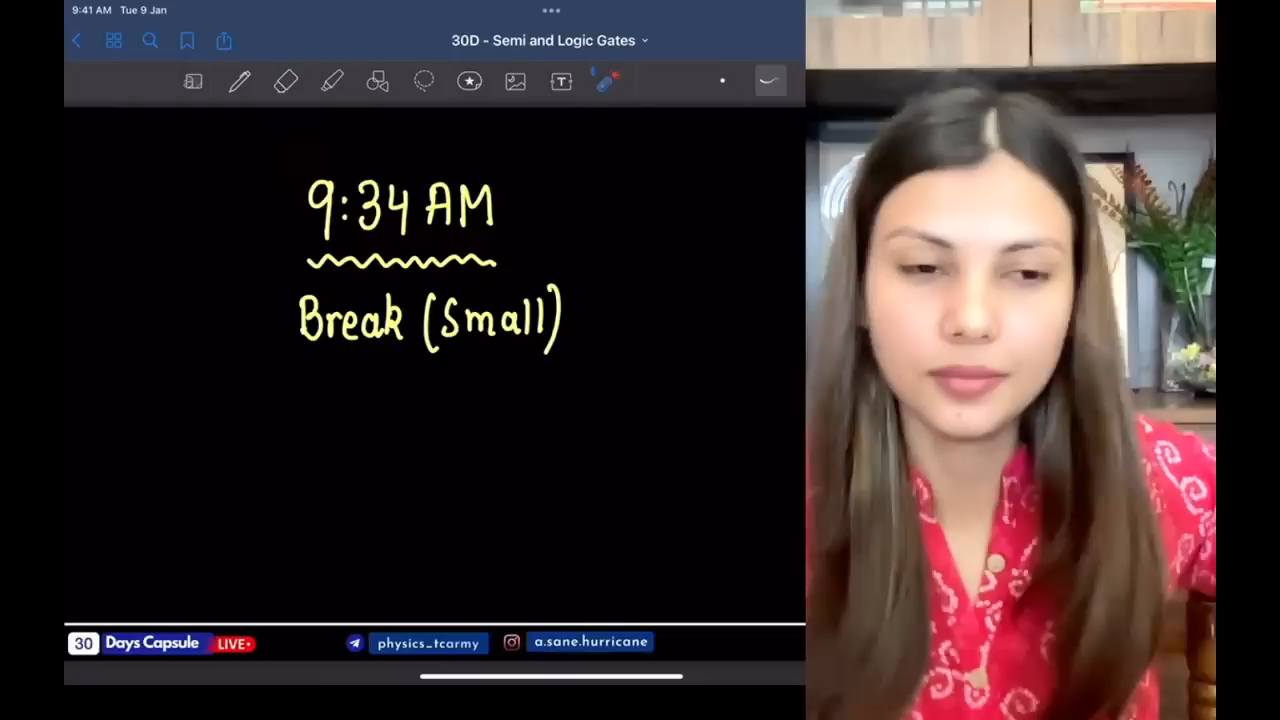 9:41 AM Tue 9 Jan
30D - Semi and Logic Gates
T
9:34 AM
Break (Small)
30 Days Capsule LIVE physics_tcarmy a.sane.hurricane